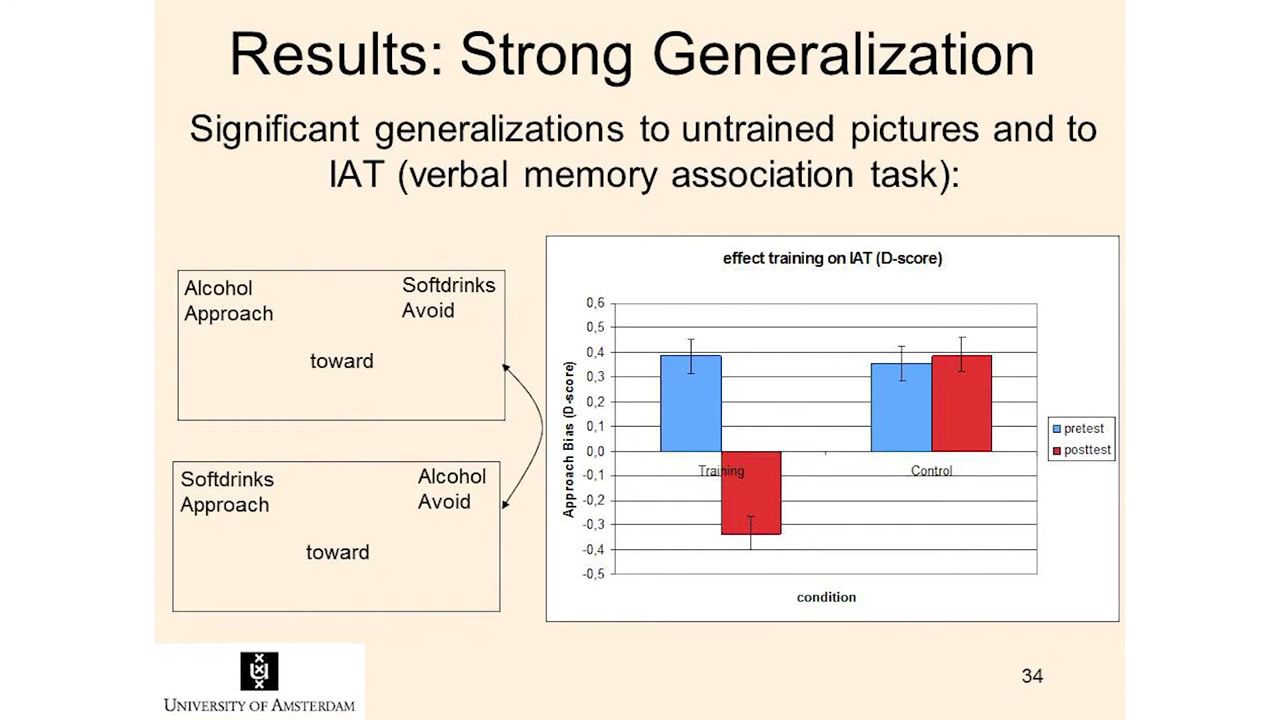 Results: Strong Generalization
Significant generalizations to untrained pictures and to
IAT (verbal memory association task):
Alcohol
Approach
Softdrinks
Avoid
toward
Softdrinks
Approach
Alcohol
Avoid
toward
effect training on IAT (D-score)
Approach Bias (D-score)
0,6
0,5
0,4
0,3
0,2
0,1
0,0
-0,1
-0,2
-0,3
-0,4
-0,5
Training
Control
condition
pretest
posttest
UNIVERSITY OF AMSTERDAM
34